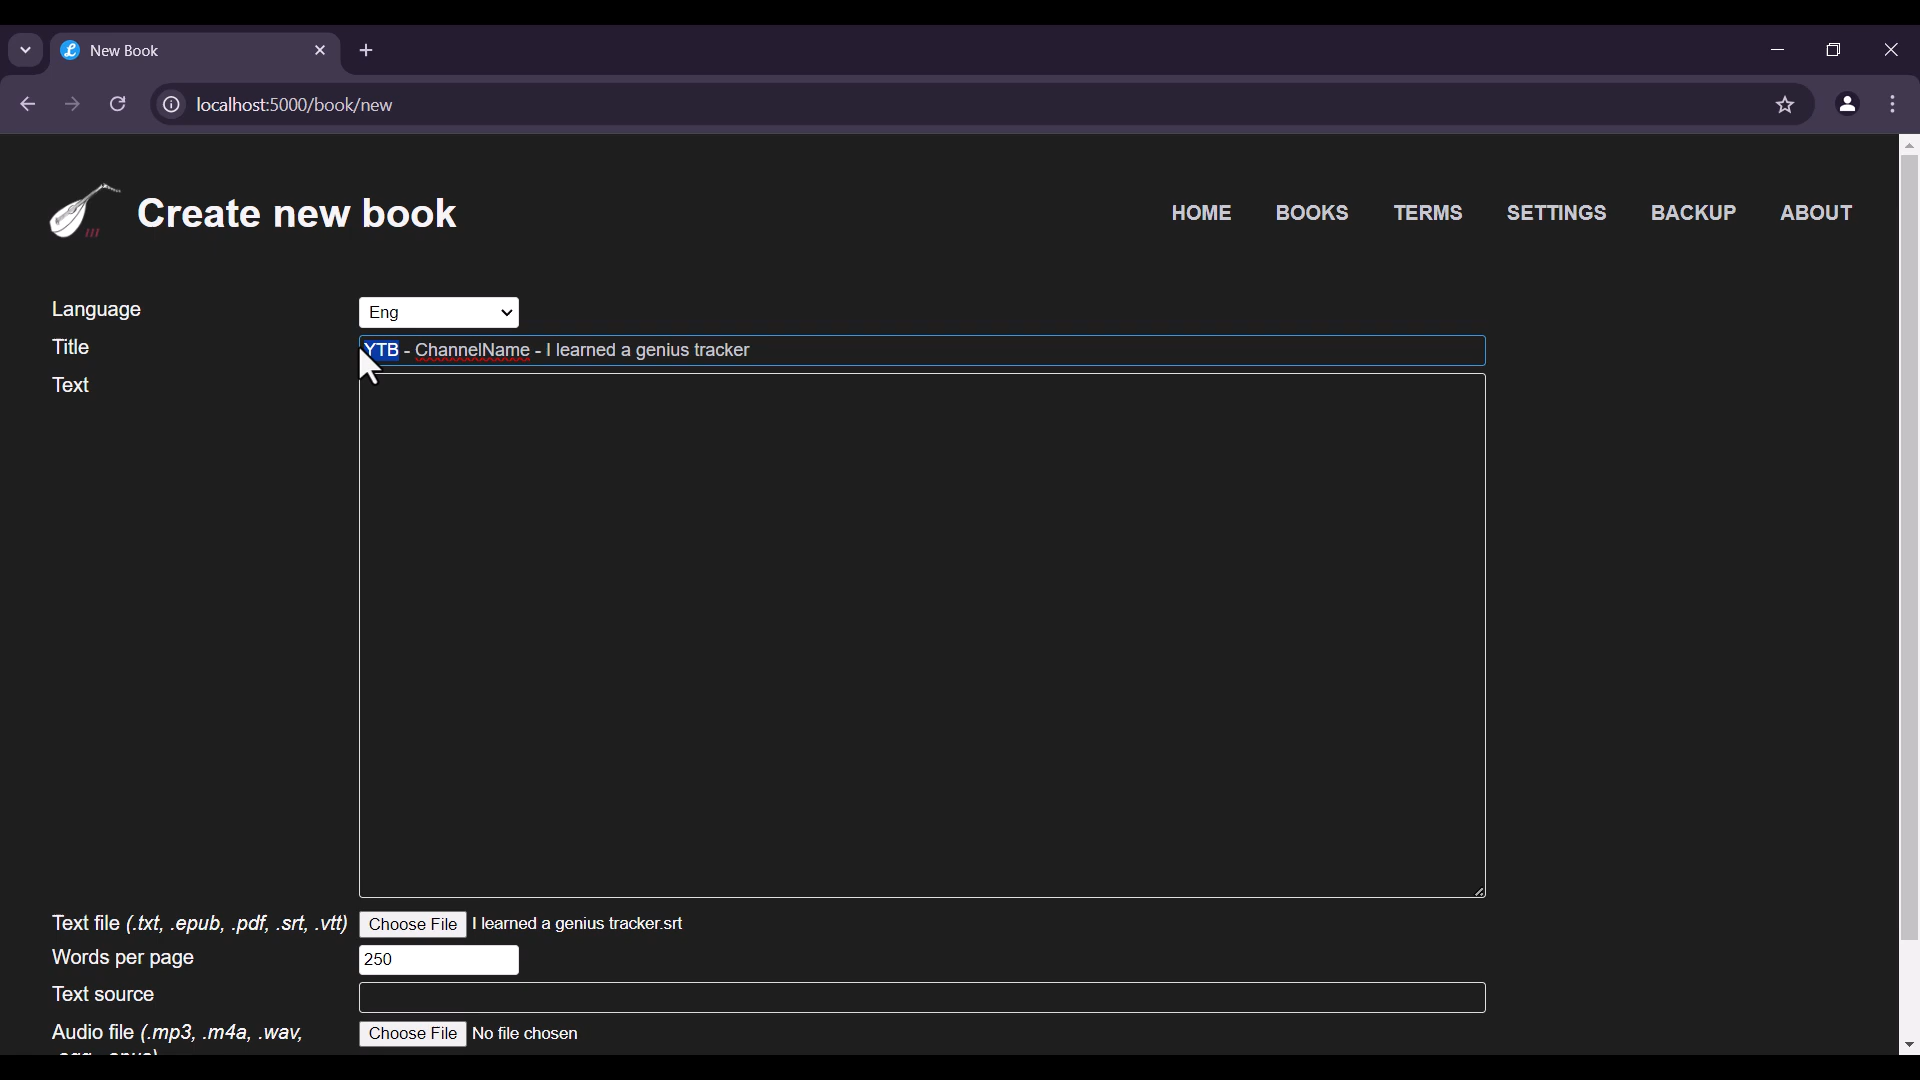 New Book
localhost:5000/book/new
Create new book
HOME BOOKS TERMS SETTINGS BACKUP ABOUT
Language Eng
Title YTB - ChannelName - I learned a genius tracker
Text
Text file (.txt, .epub, .pdf, .srt, .vtt) Choose File I learned a genius tracker.srt
Words per page 250
Text source
Audio file (.mp3, .m4a, .wav, Choose File No file chosen